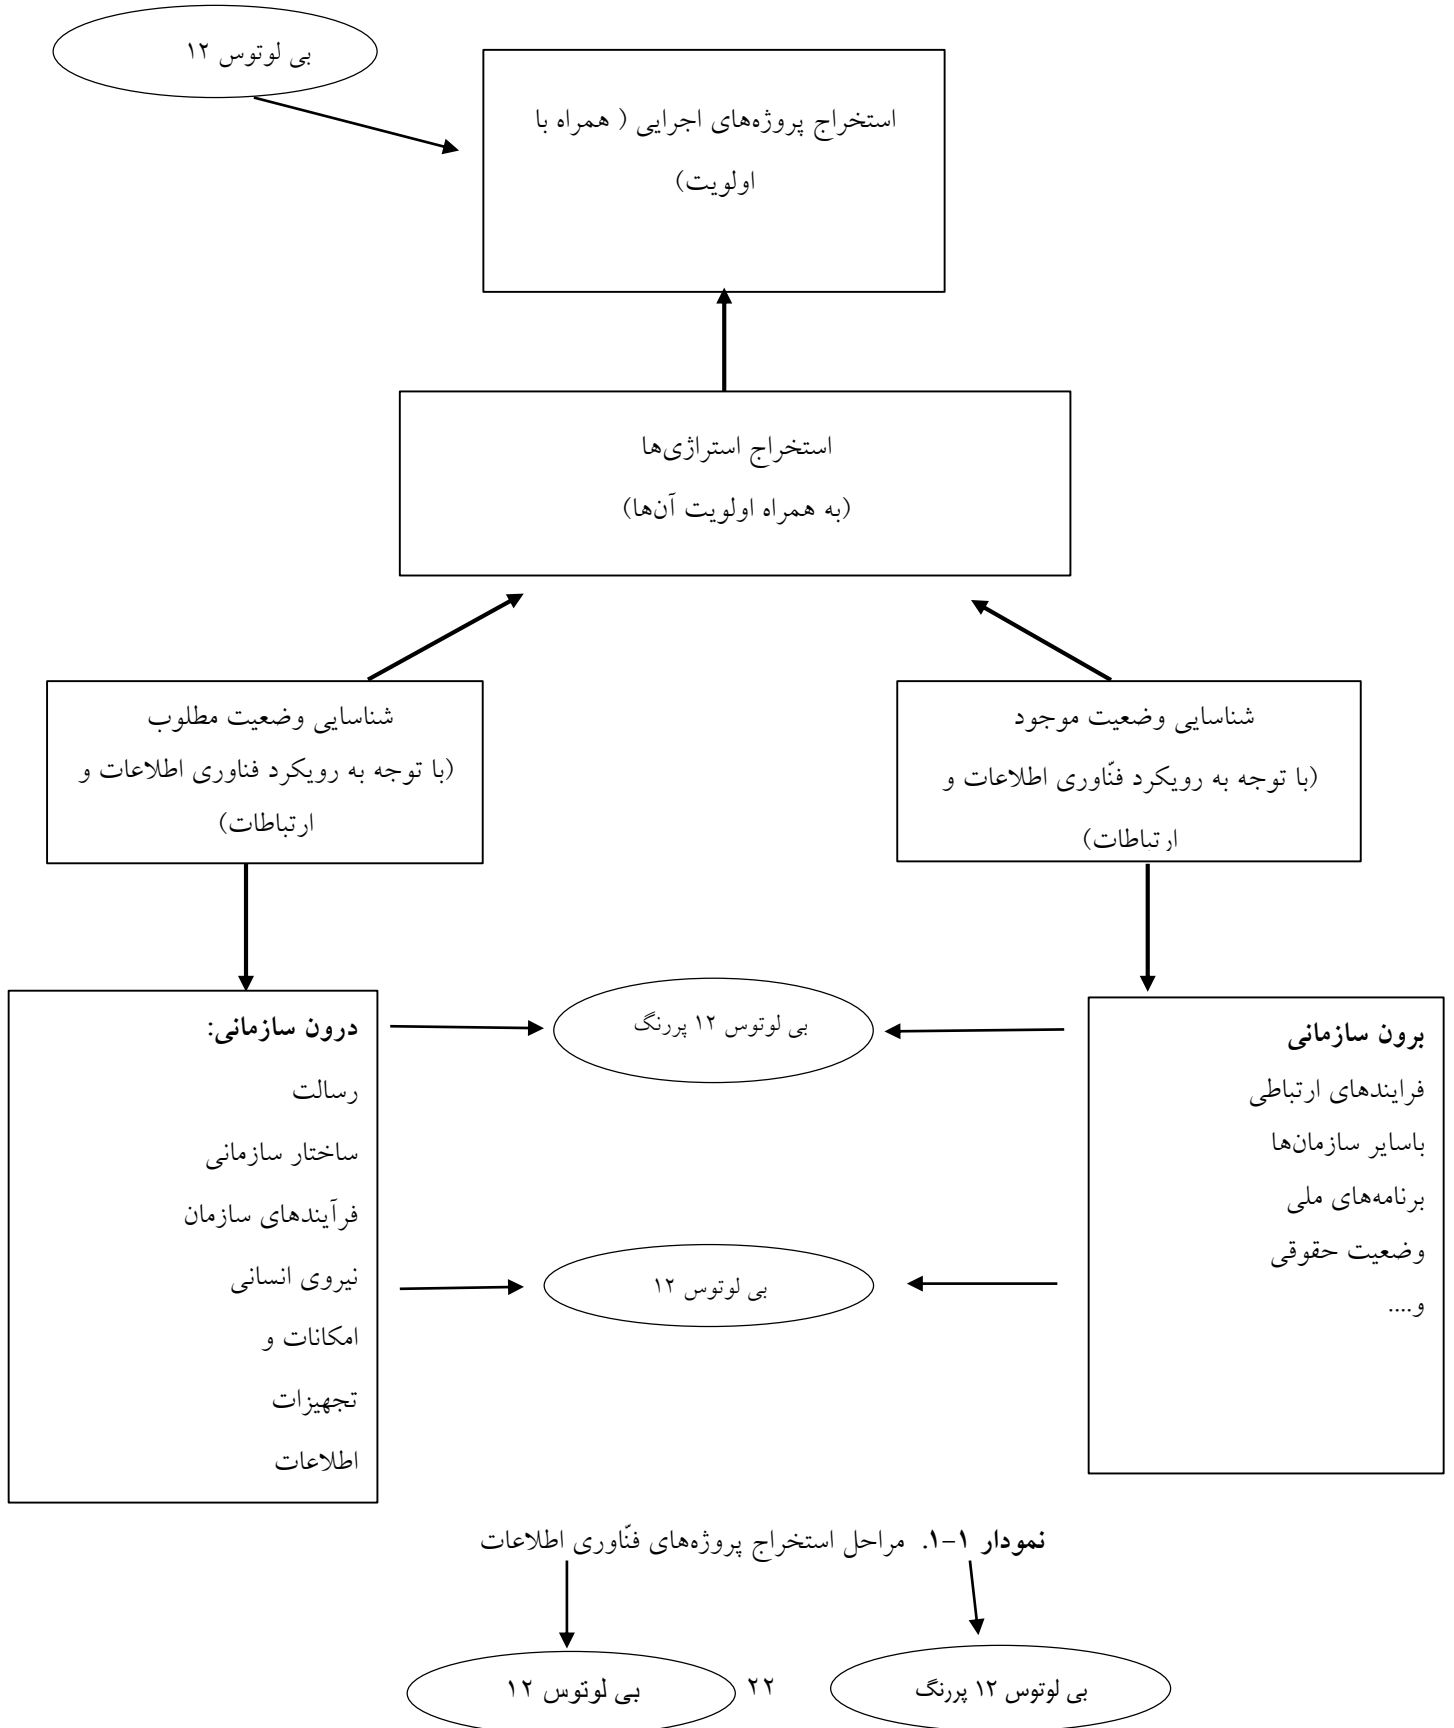 بی لوتوس ۱۲
استخراج پروژه‌های اجرایی ( همراه با
اولویت)
استخراج استراژی‌ها
(به همراه اولویت آن‌ها)
شناسایی وضعیت موجود
(با توجه به رویکرد فنّاوری اطلاعات و
ارتباطات)
شناسایی وضعیت مطلوب
(با توجه به رویکرد فناوری اطلاعات و
ارتباطات)
برون سازمانی
فرایندهای ارتباطی
باسایر سازمان‌ها
برنامه‌های ملی
وضعیت حقوقی
و....
بی لوتوس ۱۲ پررنگ
بی لوتوس ۱۲
درون سازمانی:
رسالت
ساختار سازمانی
فرآیندهای سازمان
نیروی انسانی
امکانات و
تجهیزات
اطلاعات
نمودار ۱-۱. مراحل استخراج پروژه‌های فنّاوری اطلاعات
بی لوتوس ۱۲ پررنگ
۲۲
بی لوتوس ۱۲